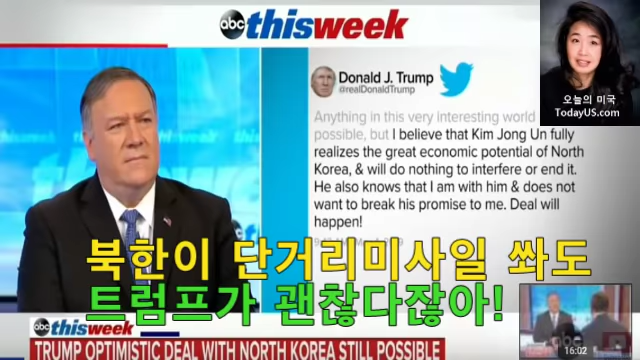 abc thisweek
Donald J. Trump
@realDonaldTrump
Anything in this very interesting world
possible, but I believe that Kim Jong Un fully
realizes the great economic potential of North
Korea, & will do nothing to interfere or end it.
He also knows that I am with him & does not
want to break his promise to me. Deal will
happen!
오늘의 미국
TodayUS.com
북한이 단거리미사일 쏴도
트럼프가 괜찮다잖아!
abc thisweek
TRUMP OPTIMISTIC DEAL WITH NORTH KOREA STILL POSSIBLE
abc
16:02